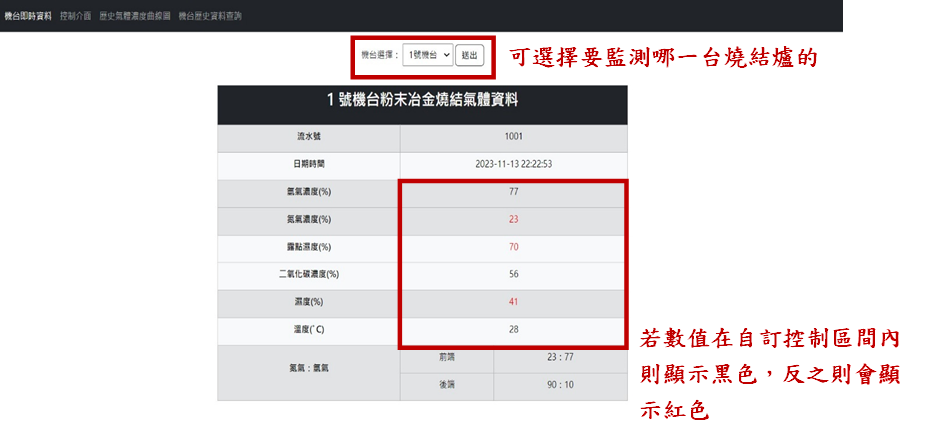 機台即時資料 控制介面 歷史氣體濃度曲線圖 機台歷史資料查詢
機台選擇： 1號機台 送出
可選擇要監測哪一台燒結爐的
1 號機台粉末冶金燒結氣體資料
流水號 1001
日期時間 2023-11-13 22:22:53
氫氣濃度(%) 77
氮氣濃度(%) 23
露點濕度(%) 70
二氧化碳濃度(%) 56
濕度(%) 41
溫度(˚C) 28
氮氣：氫氣
前端 23 : 77
後端 90 : 10
若數值在自訂控制區間內
則顯示黑色，反之則會顯
示紅色